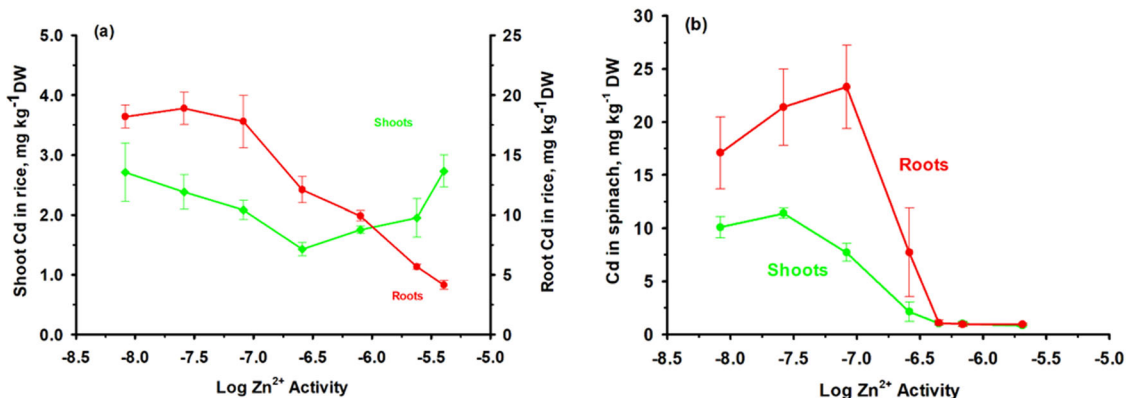 (a)
Shoot Cd in rice, mg kg-1DW
5.0
4.0
3.0
2.0
1.0
0.0
Shoots
Roots
25
20
15
10
5
0
Root Cd in rice, mg kg-1DW
-8.5 -8.0 -7.5 -7.0 -6.5 -6.0 -5.5 -5.0
Log Zn2+ Activity
(b)
Cd in spinach, mg kg-1 DW
30
25
20
15
10
5
0
Roots
Shoots
-8.5 -8.0 -7.5 -7.0 -6.5 -6.0 -5.5 -5.0
Log Zn2+ Activity